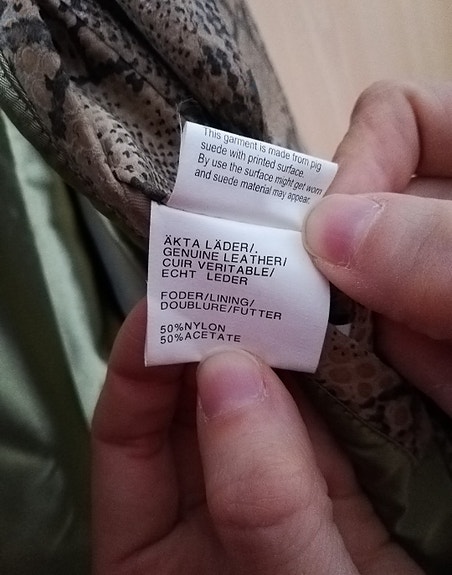 This garment is made from pig
suede with printed surface.
By use the surface might get worn
and suede material may appear
ÄKTA LÄDER/.
GENUINE LEATHER/
CUIR VERITABLE/
ECHT LEDER
FODER/LINING/
DOUBLURE/FUTTER
50%NYLON
50%ACETATE